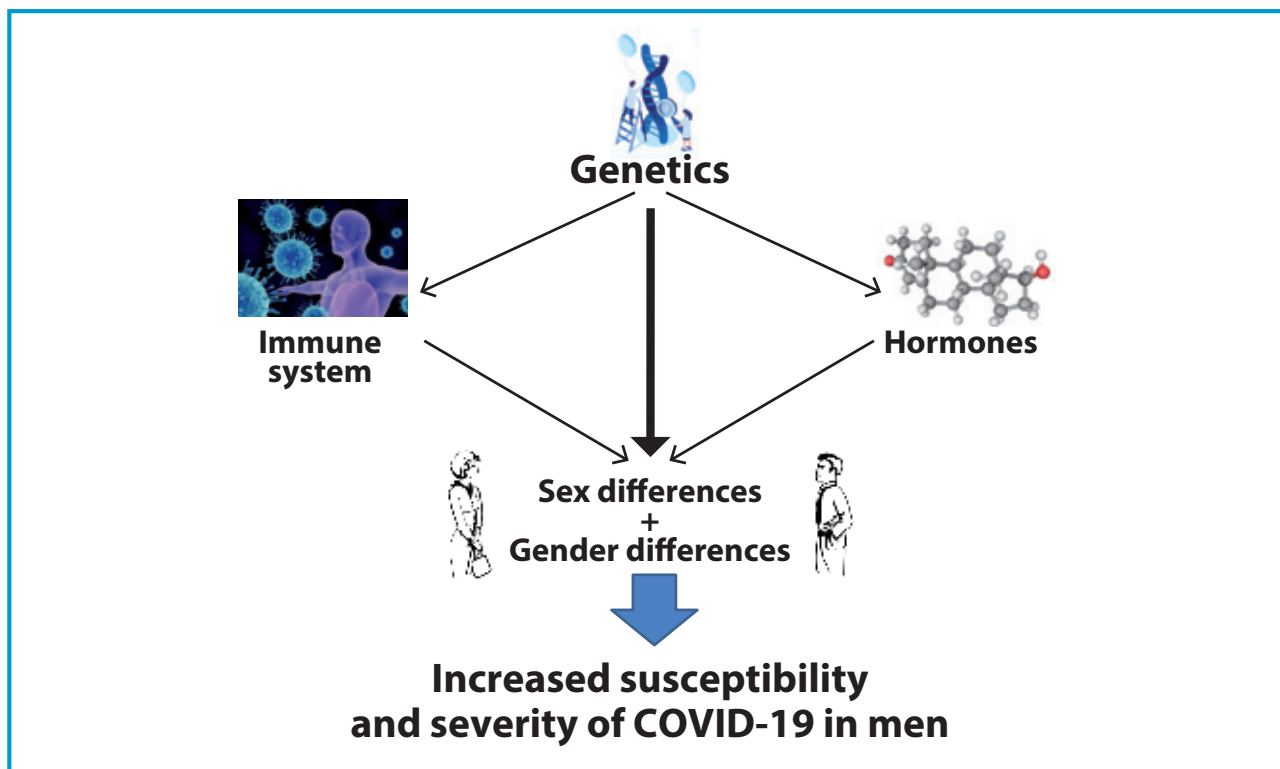 Genetics
Immune
system
Hormones
Sex differences
+
Gender differences
Increased susceptibility
and severity of COVID-19 in men